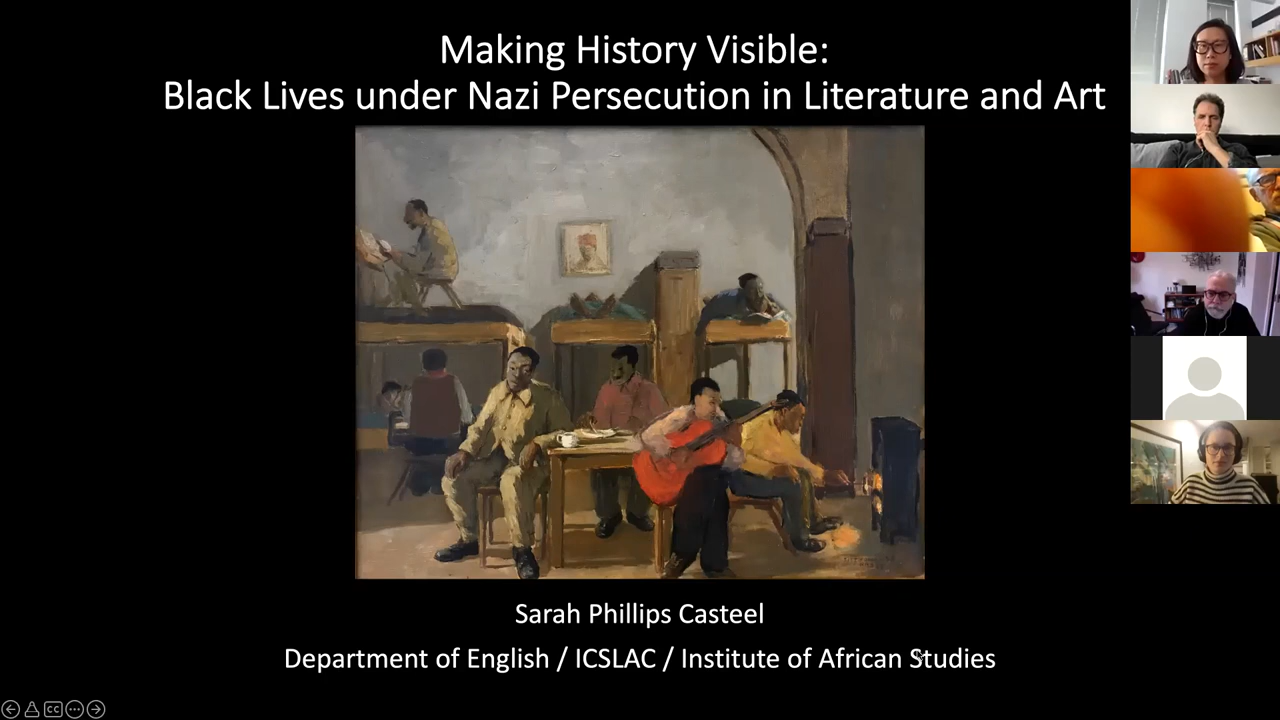 Making History Visible:
Black Lives under Nazi Persecution in Literature and Art
Sarah Phillips Casteel
Department of English / ICSLAC / Institute of African Studies
CC